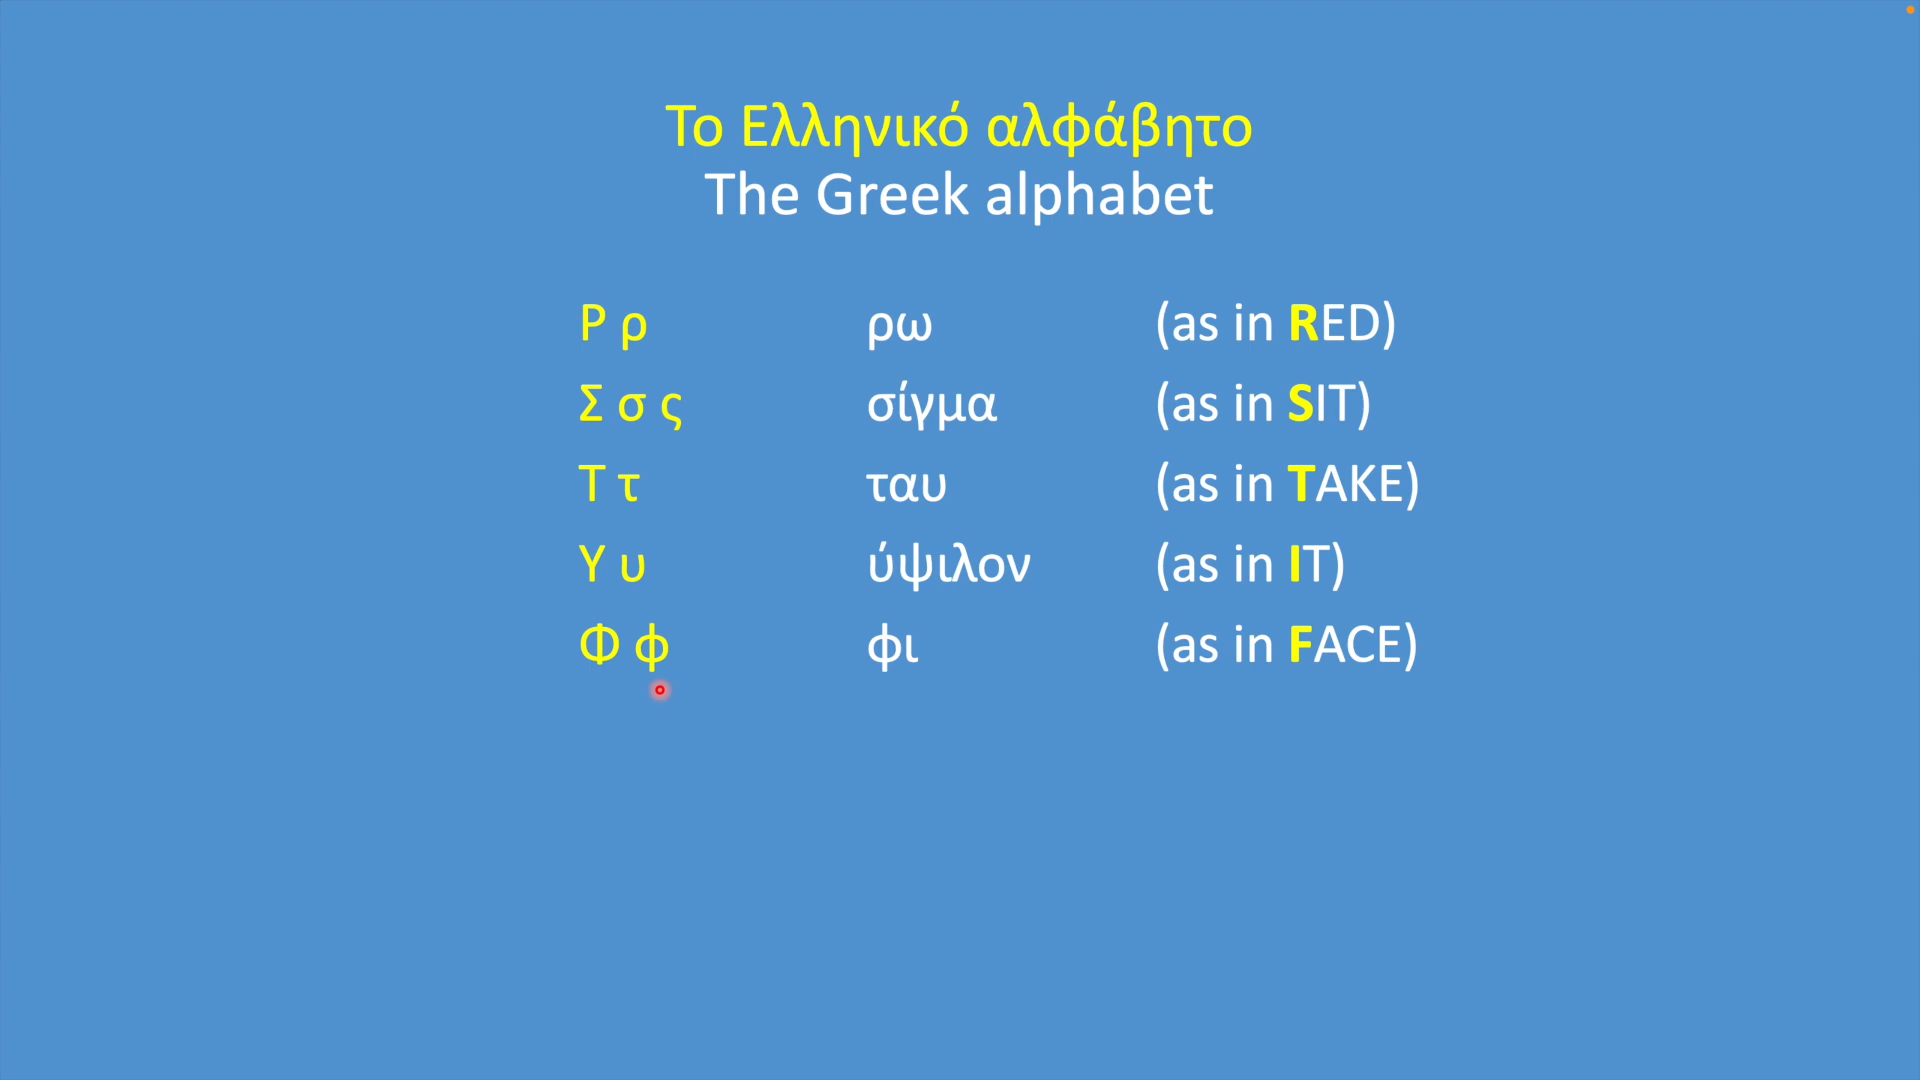 Το Ελληνικό αλφάβητο
The Greek alphabet
Ρ ρ ρω (as in RED)
Σ σ ς σίγμα (as in SIT)
Τ τ ταυ (as in TAKE)
Υ υ ύψιλον (as in IT)
Φ φ φι (as in FACE)